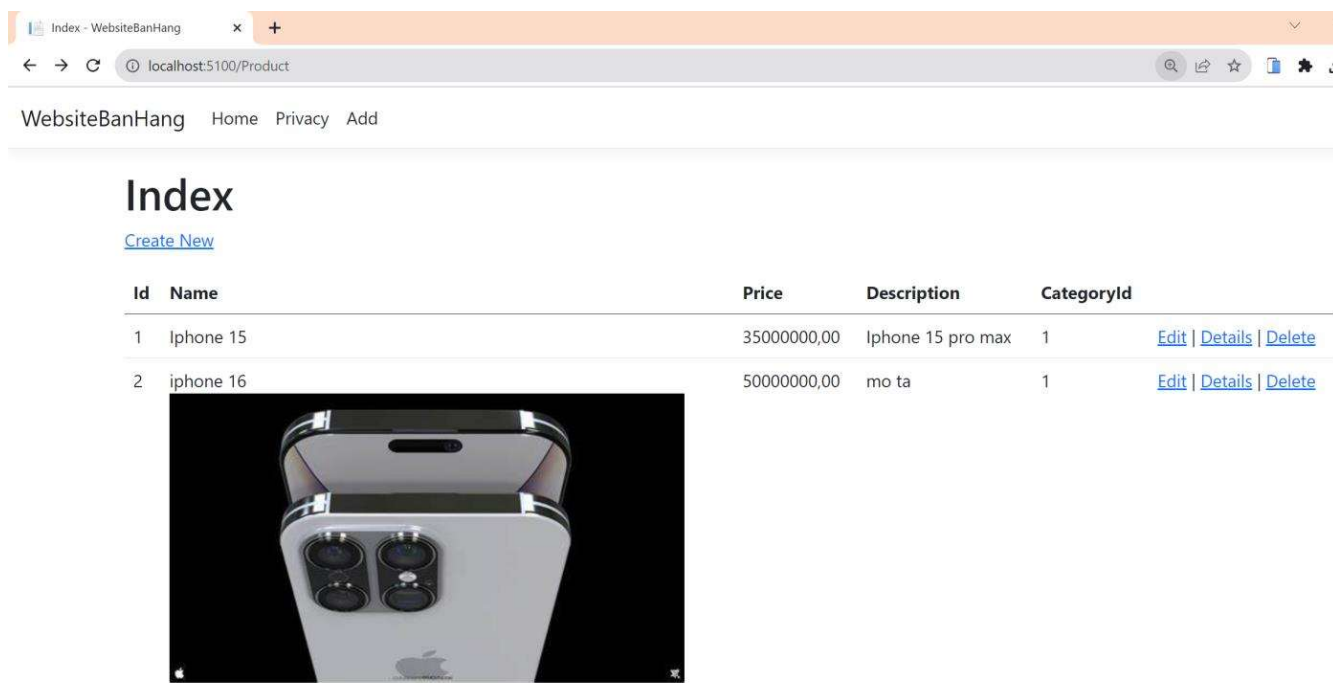 Index - WebsiteBanHang
localhost:5100/Product
WebsiteBanHang Home Privacy Add
Index
Create New
Id Name Price Description CategoryId
1 Iphone 15 35000000,00 Iphone 15 pro max 1 Edit | Details | Delete
2 iphone 16 50000000,00 mo ta 1 Edit | Details | Delete